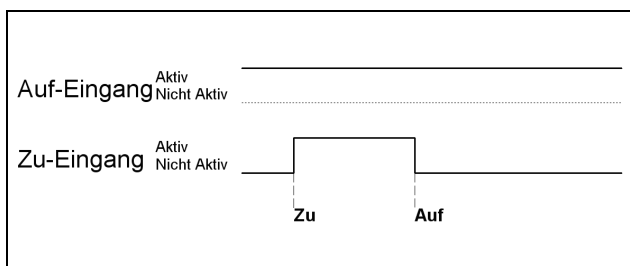 Auf-Eingang Aktiv
Nicht Aktiv
Zu-Eingang Aktiv
Nicht Aktiv
Zu Auf